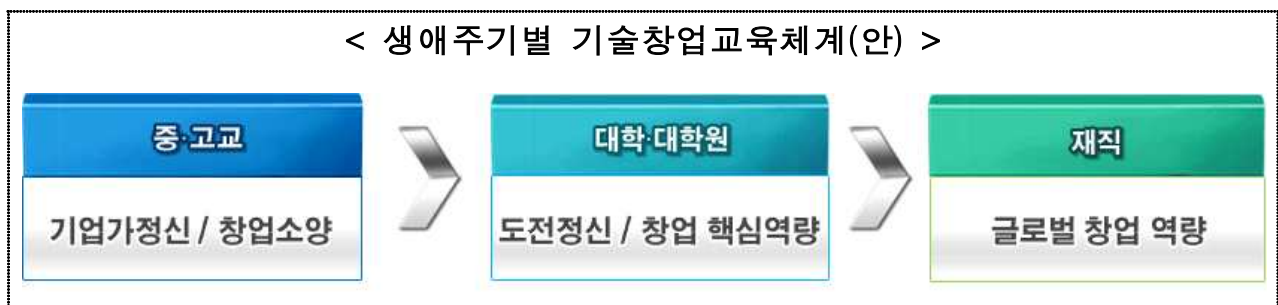 < 생애주기별 기술창업교육체계(안) >
중·고교
기업가정신 / 창업소양
대학·대학원
도전정신 / 창업 핵심역량
재직
글로벌 창업 역량